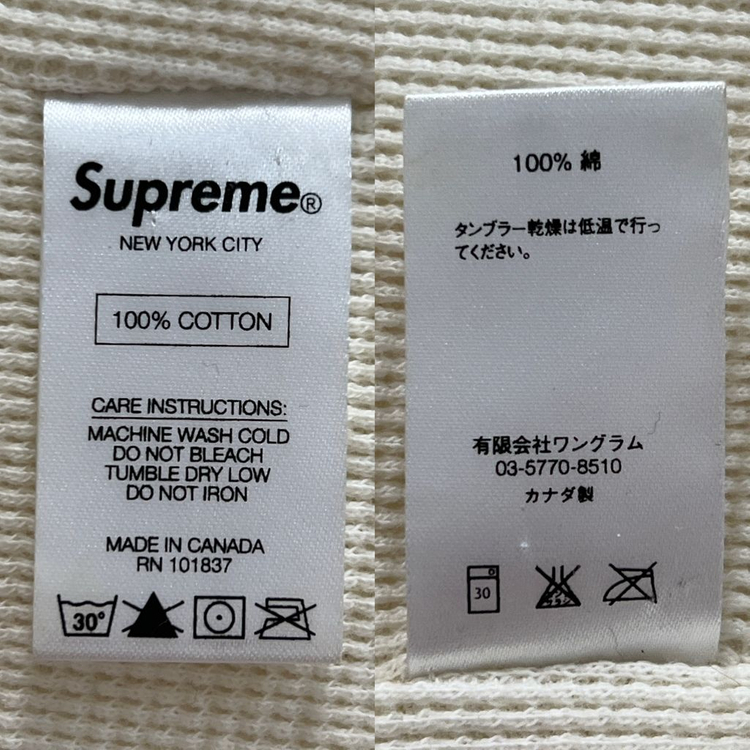 Supreme®
NEW YORK CITY
100% COTTON
CARE INSTRUCTIONS:
MACHINE WASH COLD
DO NOT BLEACH
TUMBLE DRY LOW
DO NOT IRON
MADE IN CANADA
RN 101837
30°
100% 綿
タンブラー乾燥は低温で行っ
てください。
有限会社ワングラム
03-5770-8510
カナダ製
30